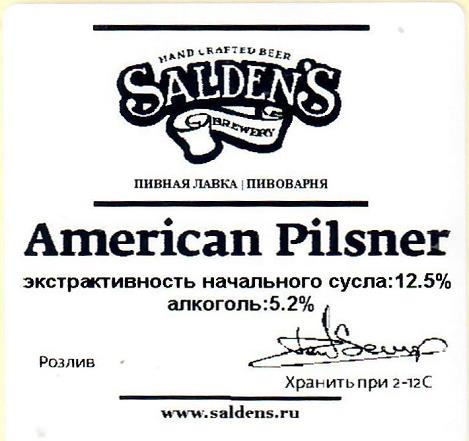 HAND CRAFTED BEER
SALDEN'S
BREWERY
ПИВНАЯ ЛАВКА | ПИВОВАРНЯ
American Pilsner
экстрактивность начального сусла:12.5%
алкоголь:5.2%
Розлив
Хранить при 2-12С
www.saldens.ru